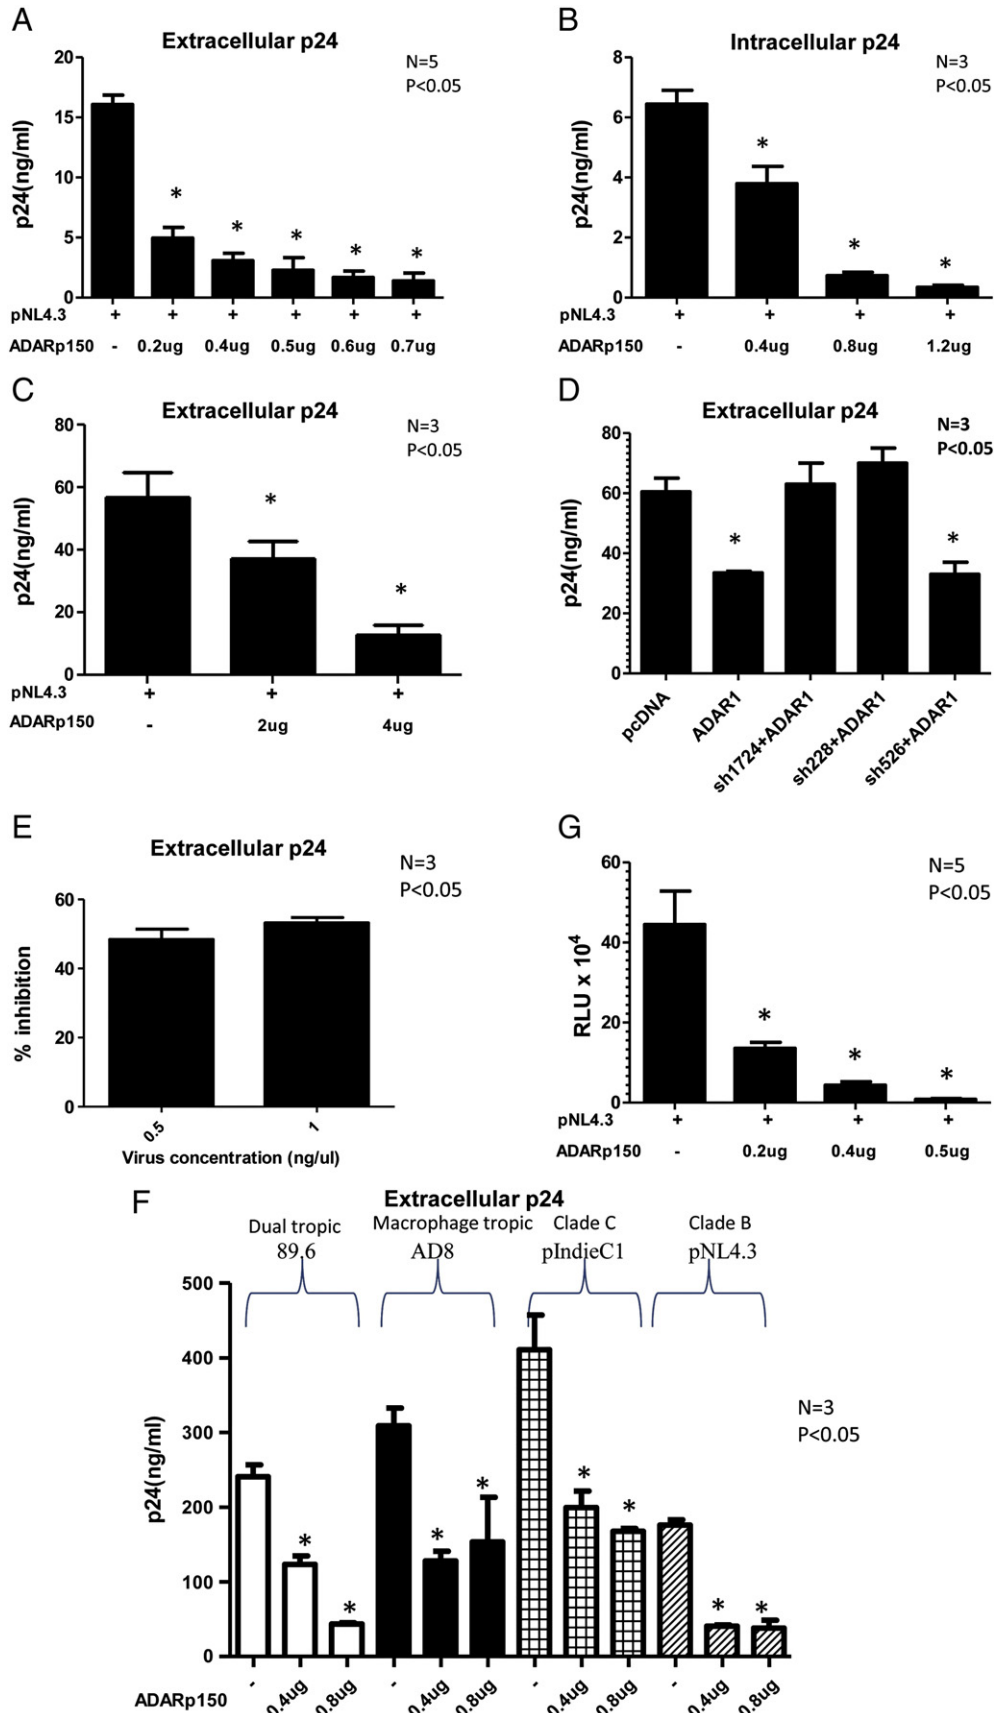 A
Extracellular p24
N=5
P<0.05
p24(ng/ml)
20
15
10
5
0
pNL4.3 + + + + + +
ADARp150 - 0.2ug 0.4ug 0.5ug 0.6ug 0.7ug
* * * * *
B
Intracellular p24
N=3
P<0.05
p24(ng/ml)
8
6
4
2
0
pNL4.3 + + + +
ADARp150 - 0.4ug 0.8ug 1.2ug
* * *
C
Extracellular p24
N=3
P<0.05
p24(ng/ml)
80
60
40
20
0
pNL4.3 + + +
ADARp150 - 2ug 4ug
* *
D
Extracellular p24
N=3
P<0.05
p24(ng/ml)
80
60
40
20
0
pcDNA ADAR1 sh1724+ADAR1 sh228+ADAR1 sh526+ADAR1
* *
E
Extracellular p24
N=3
P<0.05
% inhibition
60
40
20
0
0.5 1
Virus concentration (ng/ul)
G
N=5
P<0.05
RLU x 10⁴
60
40
20
0
pNL4.3 + + + +
ADARp150 - 0.2ug 0.4ug 0.5ug
* * *
F
Extracellular p24
Dual tropic Macrophage tropic Clade C Clade B
89.6 AD8 pIndieC1 pNL4.3
N=3
P<0.05
p24(ng/ml)
500
400
300
200
100
0
* * * * * * * *
ADARp150 - 0.4ug 0.8ug - 0.4ug 0.8ug - 0.4ug 0.8ug - 0.4ug 0.8ug